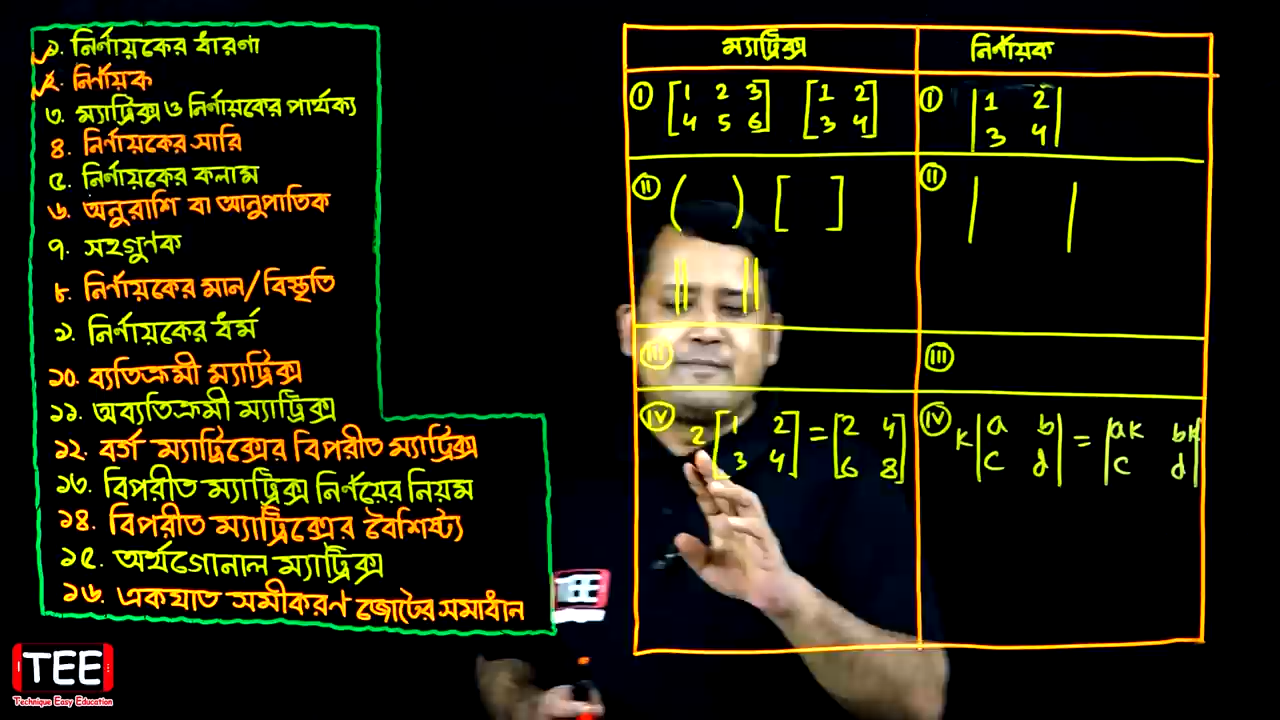 ১. নির্ণায়কের ধারণা
২. নির্ণায়ক
৩. ম্যাট্রিক্স ও নির্ণায়কের পার্থক্য
৪. নির্ণায়কের সারি
৫. নির্ণায়কের কলাম
৬. অনুরাশি বা আনুপাতিক
৭. সহগুণক
৮. নির্ণায়কের মান/বিস্তৃতি
৯. নির্ণায়কের ধর্ম
১০. ব্যতিক্রমী ম্যাট্রিক্স
১১. অব্যতিক্রমী ম্যাট্রিক্স
১২. বর্গ ম্যাট্রিক্সের বিপরীত ম্যাট্রিক্স
১৩. বিপরীত ম্যাট্রিক্স নির্ণয়ের নিয়ম
১৪. বিপরীত ম্যাট্রিক্সের বৈশিষ্ট্য
১৫. অর্থগোনাল ম্যাট্রিক্স
১৬. একঘাত সমীকরণ জোটের সমাধান
ম্যাট্রিক্স নির্ণায়ক
I [1 2 3 [1 2 I |1 2|
4 5 6] 3 4] |3 4|
II ( ) [ ] II | |
|| ||
III III
IV 2[1 2 = [2 4 IV K|a b| = |aK bK|
3 4] 6 8] |c d| |c d|
TEE
TEE
Technique Easy Education